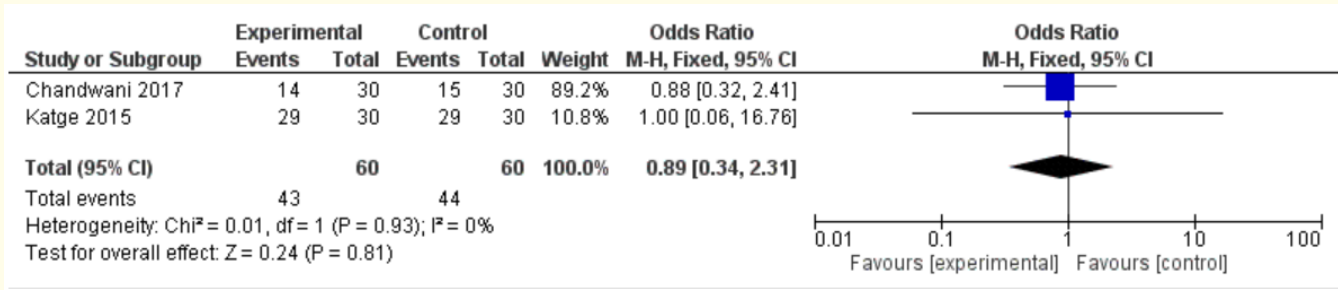 Experimental Control Odds Ratio Odds Ratio
Study or Subgroup Events Total Events Total Weight M-H, Fixed, 95% CI M-H, Fixed, 95% CI
Chandwani 2017 14 30 15 30 89.2% 0.88 [0.32, 2.41]
Katge 2015 29 30 29 30 10.8% 1.00 [0.06, 16.76]
Total (95% CI) 60 60 100.0% 0.89 [0.34, 2.31]
Total events 43 44
Heterogeneity: Chi² = 0.01, df = 1 (P = 0.93); I² = 0%
Test for overall effect: Z = 0.24 (P = 0.81)
0.01 0.1 1 10 100
Favours [experimental] Favours [control]